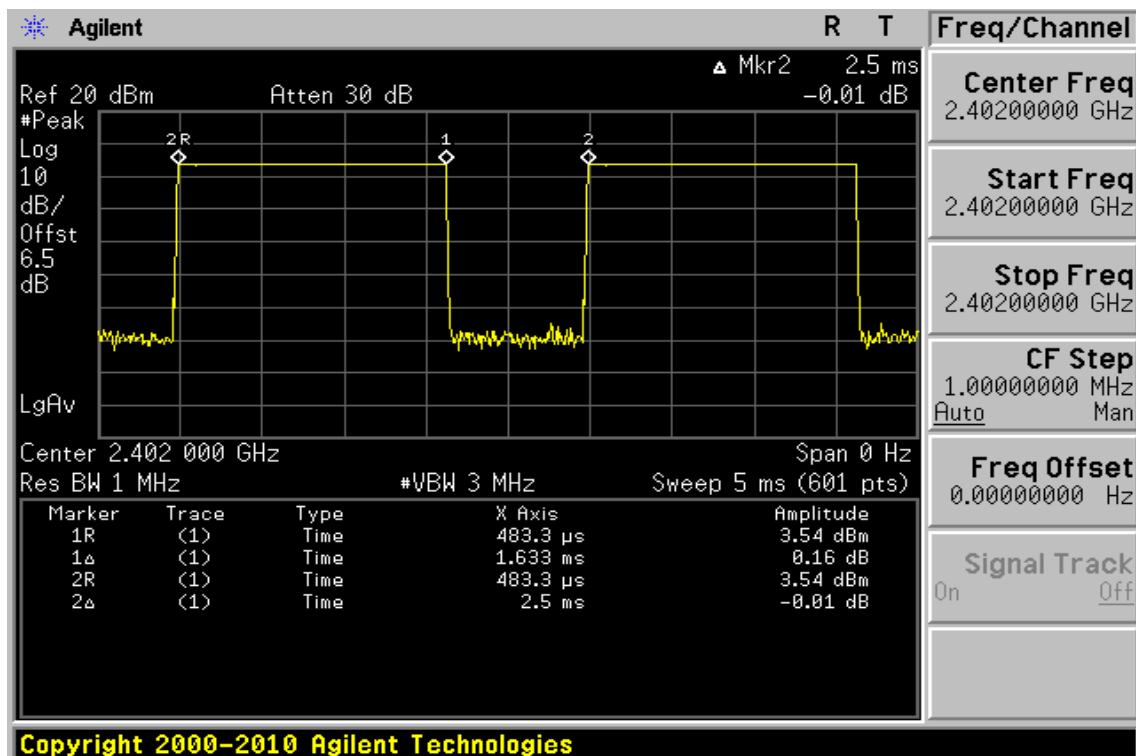 Agilent R T
▵ Mkr2 2.5 ms
Ref 20 dBm Atten 30 dB -0.01 dB
#Peak
Log
10
dB/
Offst
6.5
dB
2R 1 2
LgAv
Center 2.402 000 GHz Span 0 Hz
Res BW 1 MHz #VBW 3 MHz Sweep 5 ms (601 pts)
Marker Trace Type X Axis Amplitude
1R (1) Time 483.3 µs 3.54 dBm
1▵ (1) Time 1.633 ms 0.16 dB
2R (1) Time 483.3 µs 3.54 dBm
2▵ (1) Time 2.5 ms -0.01 dB
Copyright 2000-2010 Agilent Technologies
Freq/Channel
Center Freq
2.40200000 GHz
Start Freq
2.40200000 GHz
Stop Freq
2.40200000 GHz
CF Step
1.00000000 MHz
Auto Man
Freq Offset
0.00000000 Hz
Signal Track
On Off